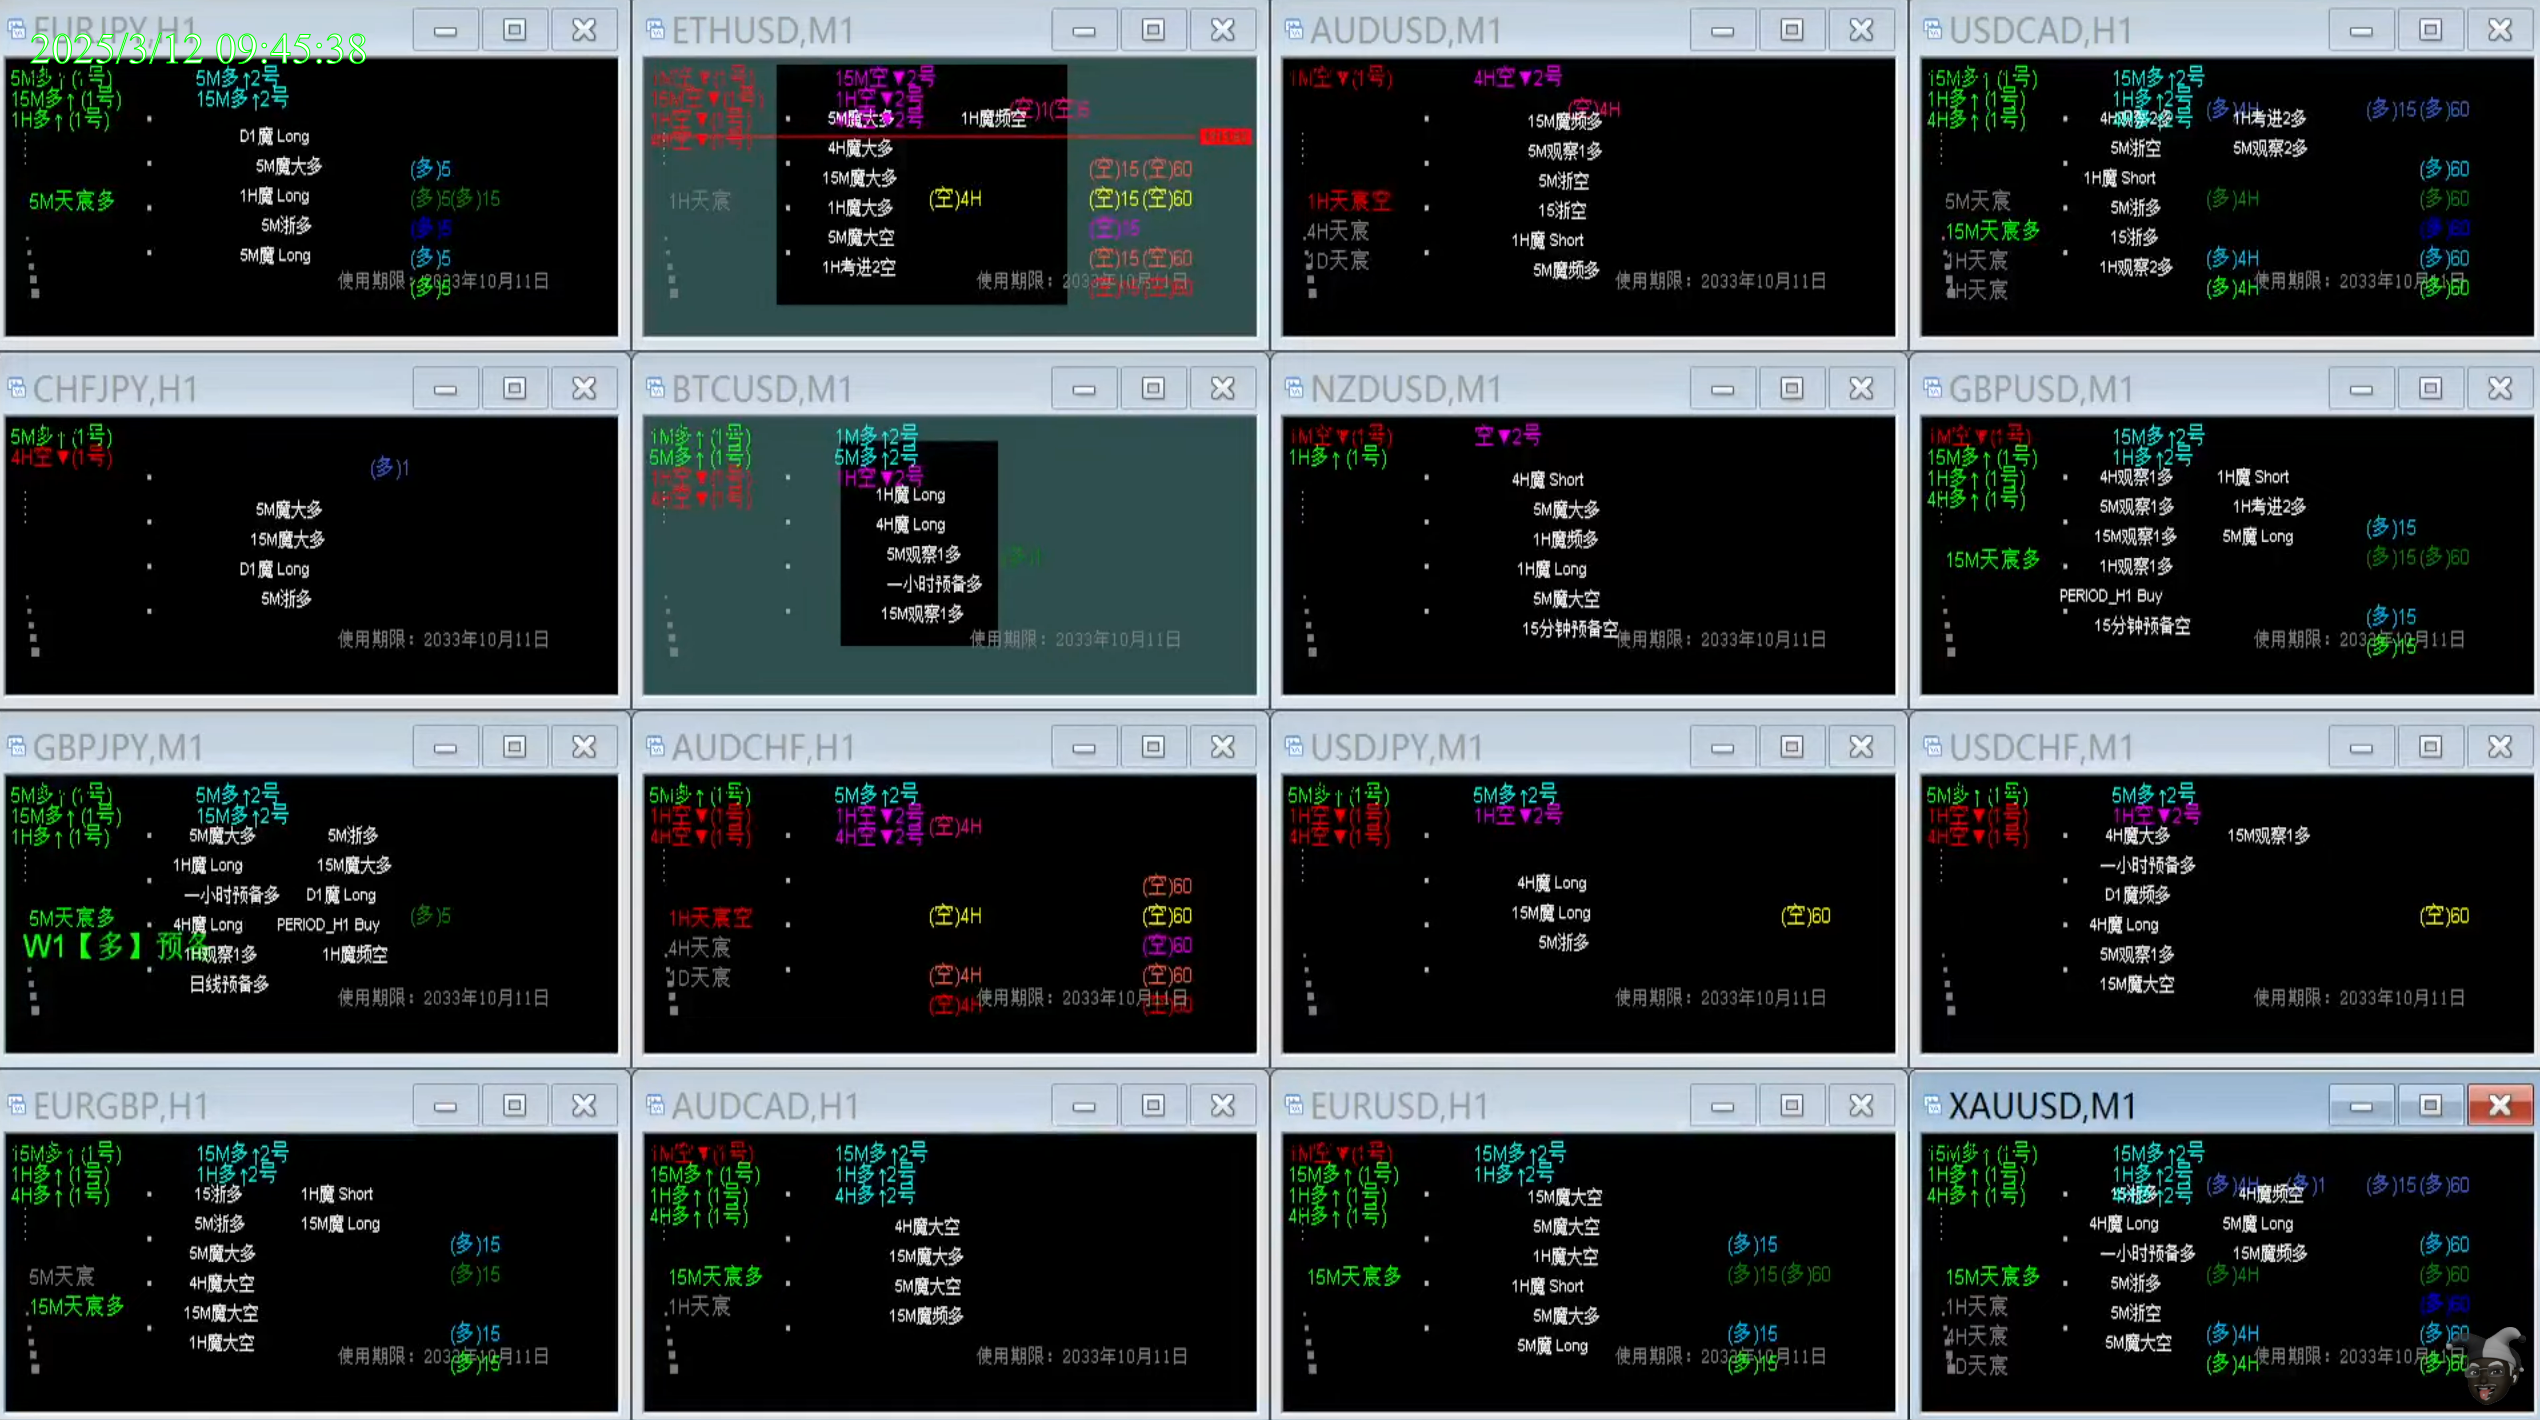 EURJPY,H1
2025/3/12 09:45:38
5M多↑(1号) 5M多↑2号
15M多↑(1号) 15M多↑2号
1H多↑(1号)
D1魔 Long
5M魔大多 (多)5
5M天宸多 1H魔 Long (多)5(多)15
5M浙多 (多)5
5M魔 Long (多)5
使用期限：2033年10月11日
(多)5
ETHUSD,M1
1M空▼(1号) 15M空▼2号
15M空▼(1号) 1H空▼2号
1H空▼(1号) 5M魔大多 1H魔频空 (空)1(空)5
4H空▼(1号)
4H魔大多
15M魔大多 (空)15(空)60
1H天宸 1H魔大多 (空)4H (空)15(空)60
5M魔大空 (空)15
1H考进2空 (空)15(空)60
使用期限：2033年10月11日
AUDUSD,M1
1M空▼(1号) 4H空▼2号
15M魔频多 (空)4H
5M观察1多
5M浙空
1H天宸空 15浙空
4H天宸 1H魔 Short
1D天宸 5M魔频多
使用期限：2033年10月11日
USDCAD,H1
15M多↑(1号) 15M多↑2号
1H多↑(1号) 1H多↑2号 (多)4H (多)15(多)60
4H多↑(1号) 4H观察2多 1H考进2多
5M浙空 5M观察2多
1H魔 Short (多)60
5M天宸 5M浙多 (多)4H (多)60
15M天宸多 15浙多 (多)60
1H天宸 1H观察2多 (多)4H (多)60
使用期限：2033年10月11日
4H天宸 (多)4H (多)60
CHFJPY,H1
5M多↑(1号)
4H空▼(1号) (多)1
5M魔大多
15M魔大多
D1魔 Long
5M浙多
使用期限：2033年10月11日
BTCUSD,M1
1M多↑(1号) 1M多↑2号
5M多↑(1号) 5M多↑2号
1H空▼(1号) 1H空▼2号
4H空▼(1号) 1H魔 Long
4H魔 Long
5M观察1多 (多)1
一小时预备多
15M观察1多
使用期限：2033年10月11日
NZDUSD,M1
1M空▼(1号) 空▼2号
1H多↑(1号)
4H魔 Short
5M魔大多
1H魔频多
1H魔 Long
5M魔大空
15分钟预备空
使用期限：2033年10月11日
GBPUSD,M1
1M空▼(1号) 15M多↑2号
15M多↑(1号) 1H多↑2号
1H多↑(1号) 4H观察1多 1H魔 Short
4H多↑(1号) 5M观察1多 1H考进2多
15M观察1多 5M魔 Long (多)15
15M天宸多 1H观察1多 (多)15(多)60
PERIOD_H1 Buy
15分钟预备空 (多)15
使用期限：2033年10月11日
(多)15
GBPJPY,M1
5M多↑(1号) 5M多↑2号
15M多↑(1号) 15M多↑2号
1H多↑(1号) 5M魔大多 5M浙多
1H魔 Long 15M魔大多
一小时预备多 D1魔 Long
5M天宸多 4H魔 Long PERIOD_H1 Buy (多)5
W1【多】预备 1H观察1多 1H魔频空
日线预备多
使用期限：2033年10月11日
AUDCHF,H1
5M多↑(1号) 5M多↑2号
1H空▼(1号) 1H空▼2号
4H空▼(1号) 4H空▼2号 (空)4H
(空)60
1H天宸空 (空)4H (空)60
4H天宸 (空)60
1D天宸 (空)4H (空)60
使用期限：2033年10月11日
(空)4H (空)60
USDJPY,M1
5M多↑(1号) 5M多↑2号
1H空▼(1号) 1H空▼2号
4H空▼(1号)
4H魔 Long
15M魔 Long (空)60
5M浙多
使用期限：2033年10月11日
USDCHF,M1
5M多↑(1号) 5M多↑2号
1H空▼(1号) 1H空▼2号
4H空▼(1号) 4H魔大多 15M观察1多
一小时预备多
D1魔频多
4H魔 Long (空)60
5M观察1多
15M魔大空
使用期限：2033年10月11日
EURGBP,H1
15M多↑(1号) 15M多↑2号
1H多↑(1号) 1H多↑2号
4H多↑(1号) 15浙多 1H魔 Short
5M浙多 15M魔 Long
5M魔大多 (多)15
5M天宸 4H魔大空 (多)15
15M天宸多 15M魔大空
1H魔大空 (多)15
使用期限：2033年10月11日
(多)15
AUDCAD,H1
1M空▼(1号) 15M多↑2号
15M多↑(1号) 1H多↑2号
1H多↑(1号) 4H多↑2号
4H多↑(1号)
4H魔大空
15M魔大多
15M天宸多 5M魔大空
1H天宸 15M魔频多
使用期限：2033年10月11日
EURUSD,H1
1M空▼(1号) 15M多↑2号
15M多↑(1号) 1H多↑2号
1H多↑(1号) 15M魔大空
4H多↑(1号) 5M魔大空
1H魔大空 (多)15
15M天宸多 1H魔 Short (多)15(多)60
5M魔大多
5M魔 Long (多)15
使用期限：2033年10月11日
(多)15
XAUUSD,M1
15M多↑(1号) 15M多↑2号
1H多↑(1号) 1H多↑2号 (多)4H (多)1 (多)15(多)60
4H多↑(1号) 15浙多 4H魔频空
4H魔 Long 5M魔 Long
一小时预备多 15M魔频多 (多)60
15M天宸多 5M浙多 (多)4H (多)60
1H天宸 5M浙空 (多)60
4H天宸 5M魔大空 (多)4H (多)60
使用期限：2033年10月11日
1D天宸 (多)4H (多)60